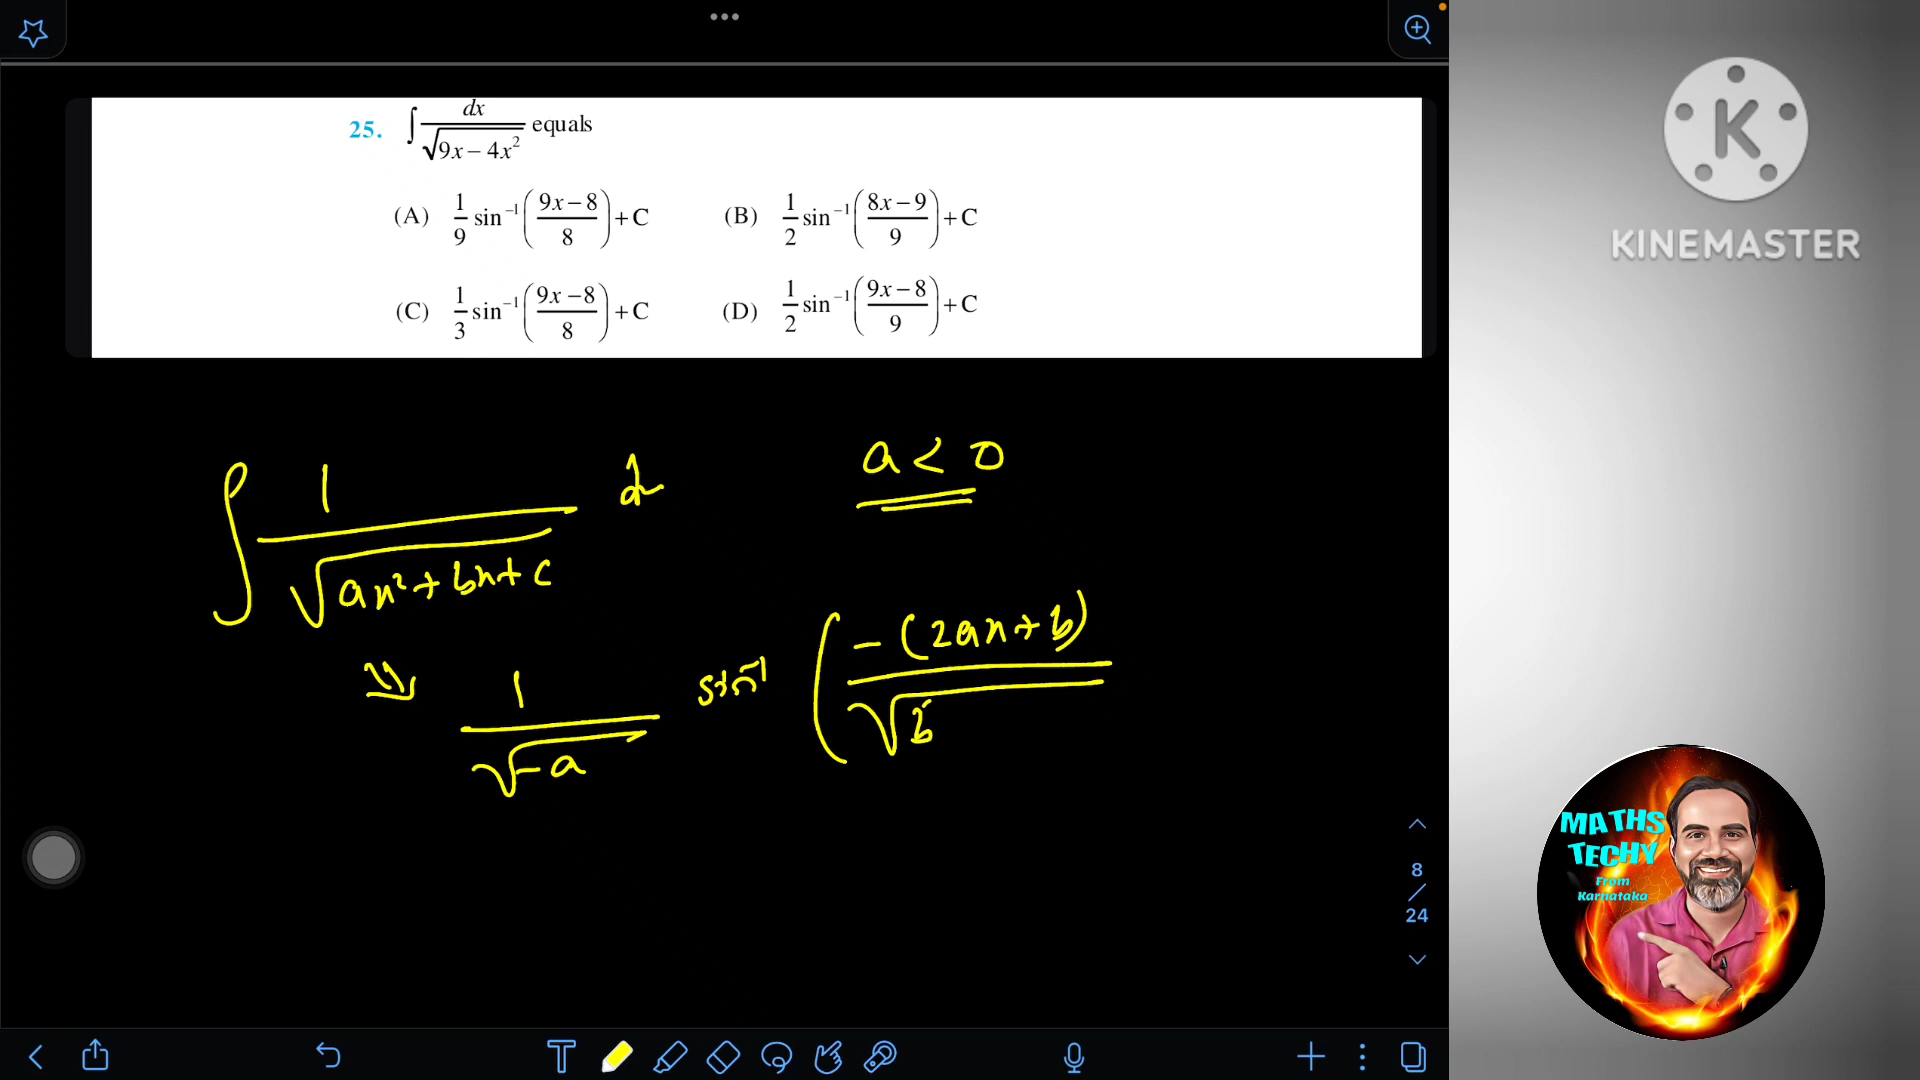 25. ∫ dx / √(9x – 4x²) equals
(A) 1/9 sin⁻¹ ((9x – 8)/8) + C (B) 1/2 sin⁻¹ ((8x – 9)/9) + C
(C) 1/3 sin⁻¹ ((9x – 8)/8) + C (D) 1/2 sin⁻¹ ((9x – 8)/9) + C
a < 0
∫ 1 / √(ax² + bx + c)
1/√(-a) sin⁻¹ ( -(2ax + b) / √b
KINEMASTER
MATHS
TECHY
From
Karnataka
8
/
24